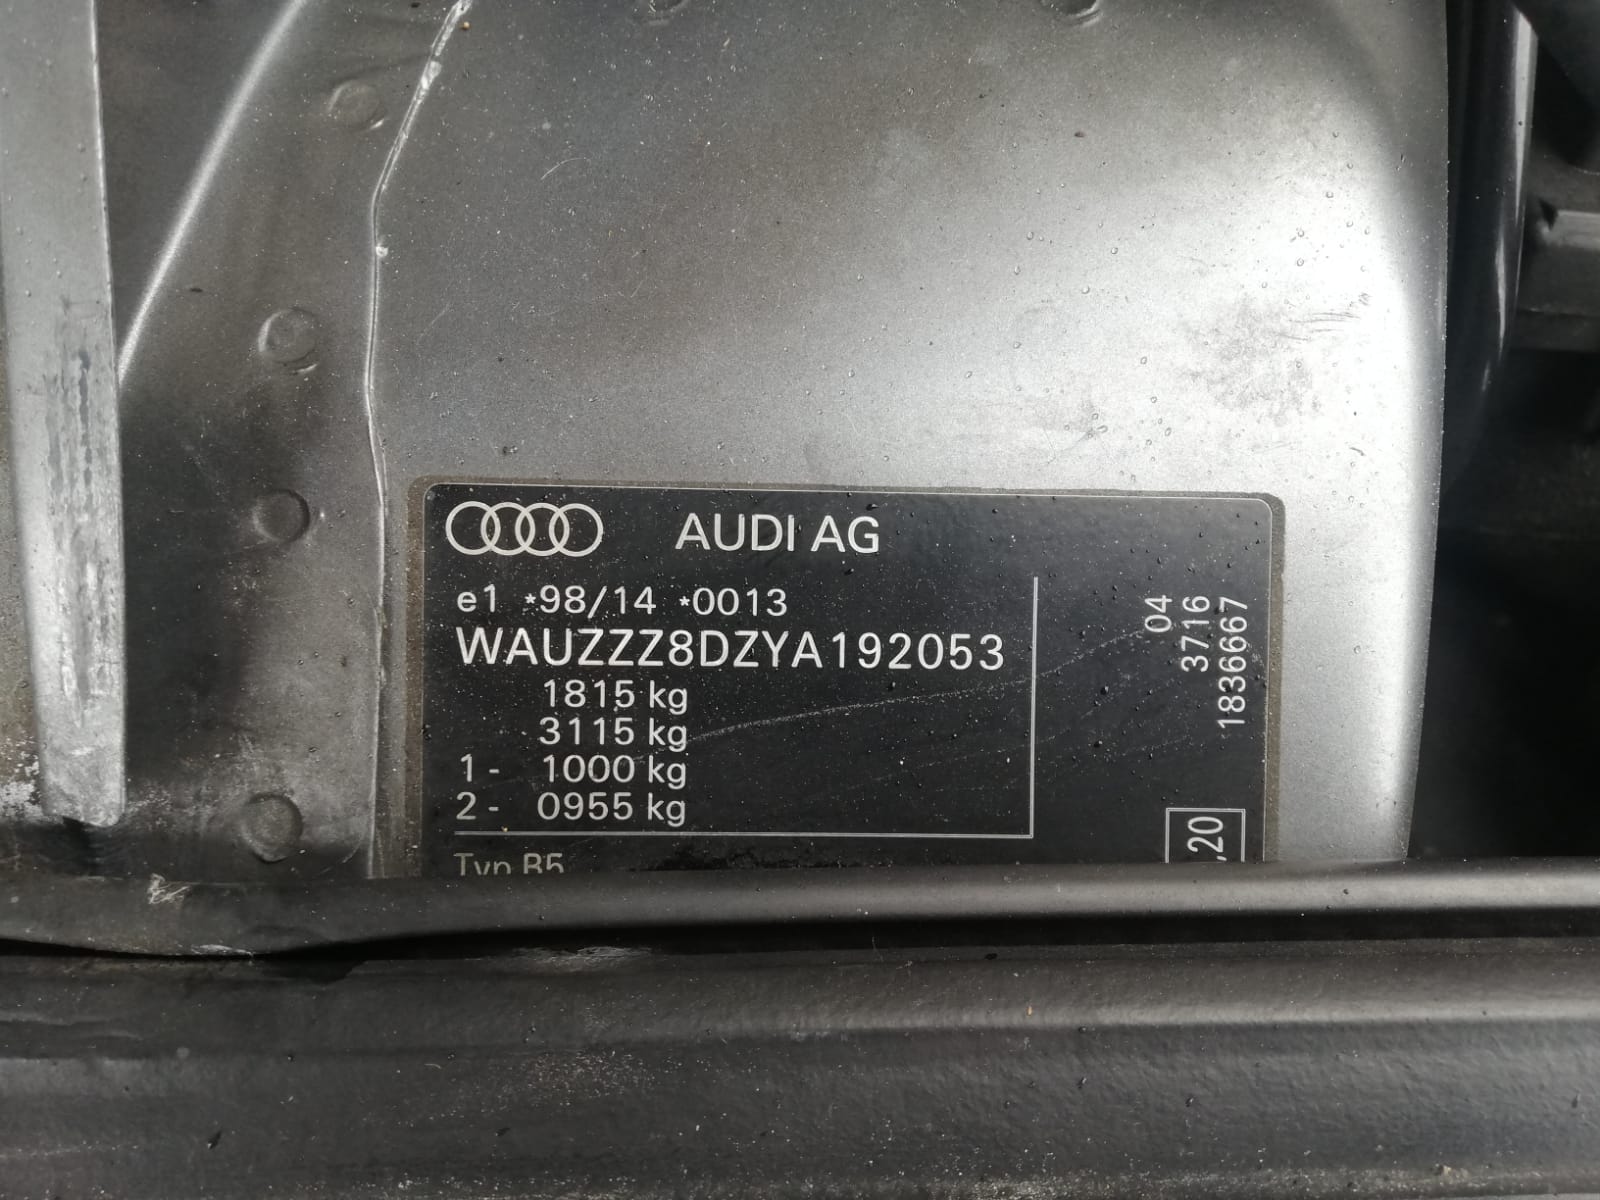 AUDI AG
e1 *98/14 *0013
WAUZZZ8DZYA192053
1815 kg
3115 kg
1- 1000 kg
2- 0955 kg
Typ B5
04
3716
1836667
,20